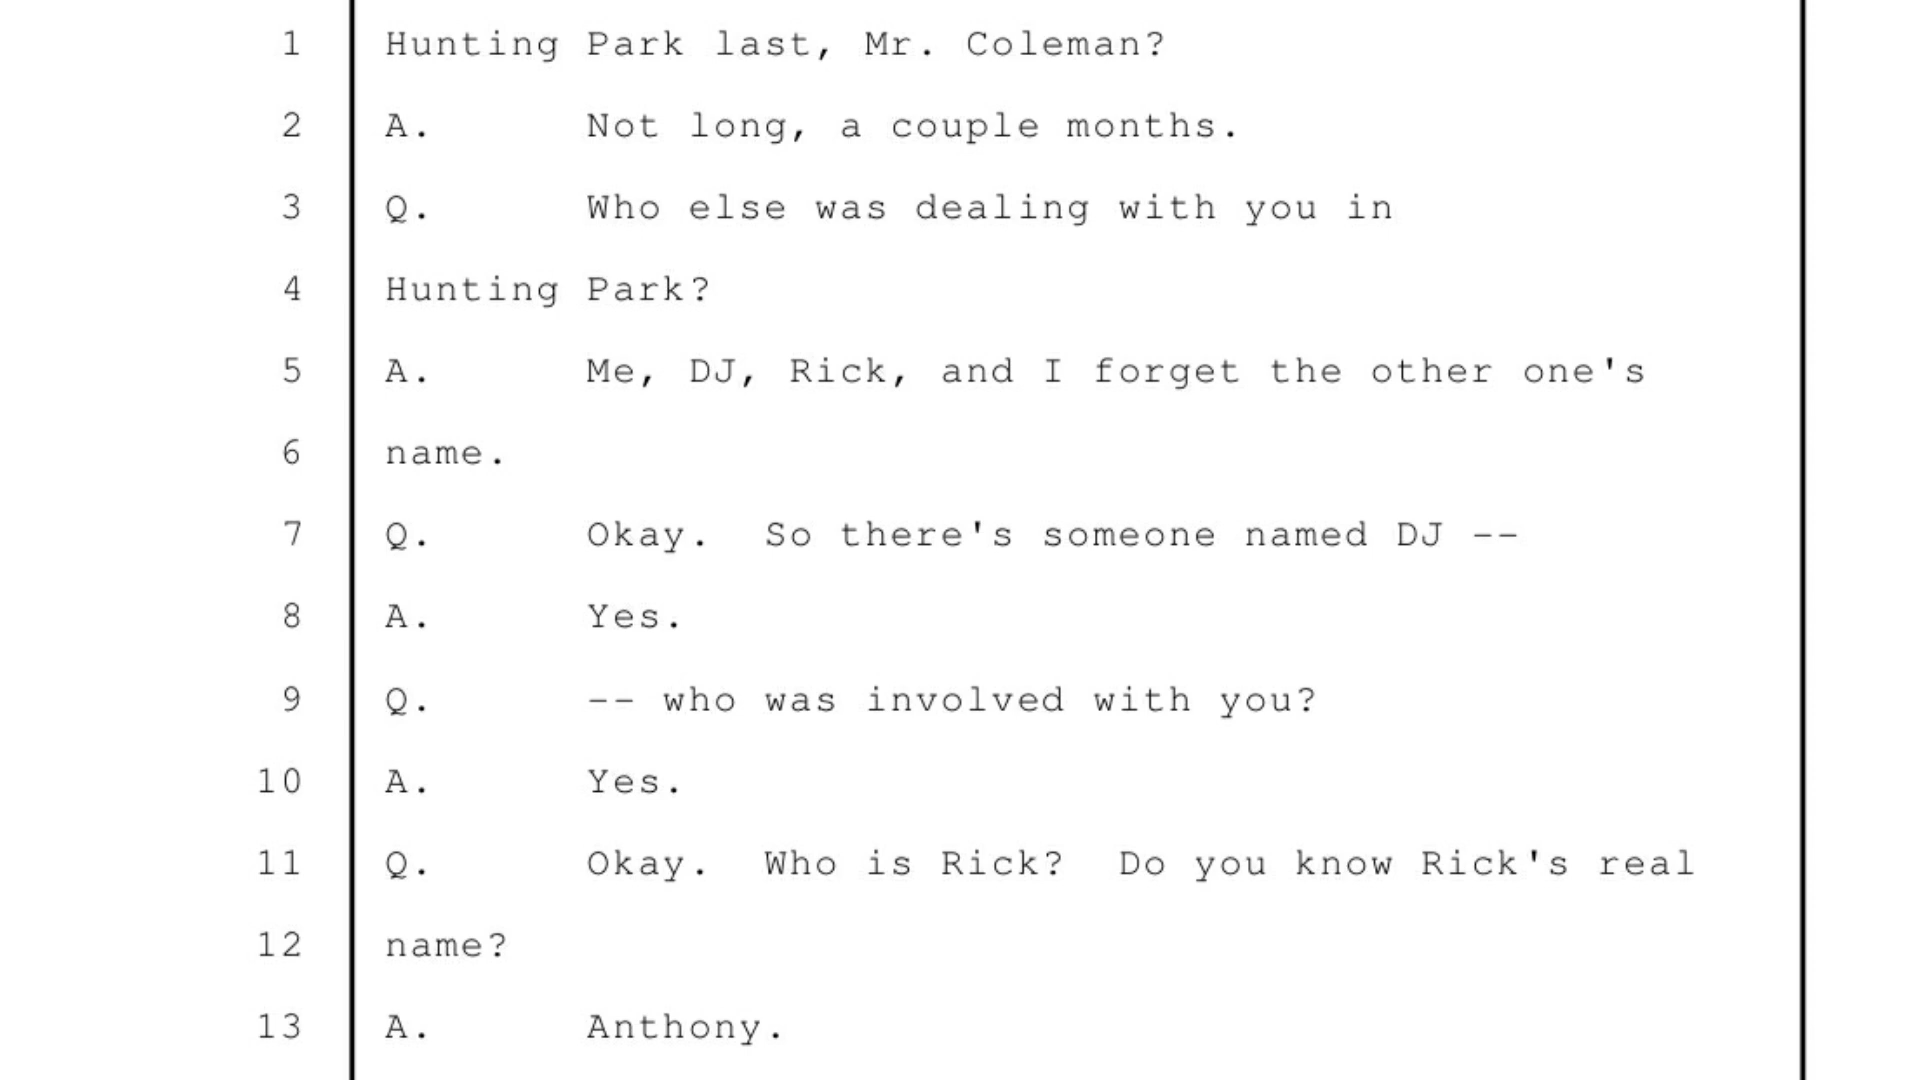 1 Hunting Park last, Mr. Coleman?
2 A. Not long, a couple months.
3 Q. Who else was dealing with you in
4 Hunting Park?
5 A. Me, DJ, Rick, and I forget the other one's
6 name.
7 Q. Okay. So there's someone named DJ --
8 A. Yes.
9 Q. -- who was involved with you?
10 A. Yes.
11 Q. Okay. Who is Rick? Do you know Rick's real
12 name?
13 A. Anthony.